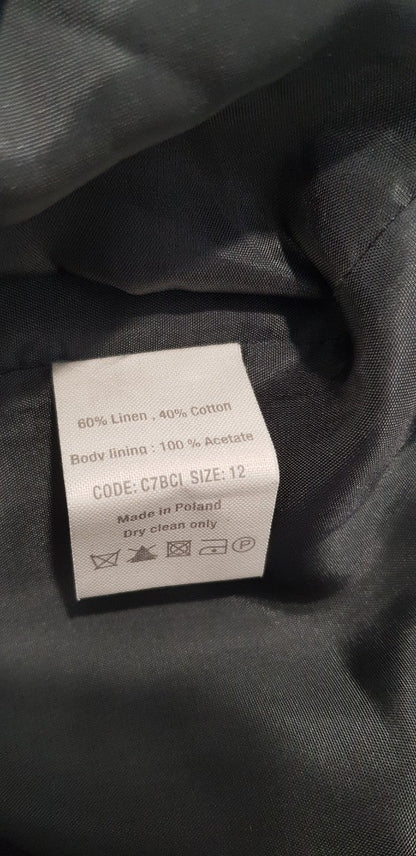 60% Linen , 40% Cotton
Body lining : 100 % Acetate
CODE: C7BCI SIZE: 12
Made in Poland
Dry clean only
P